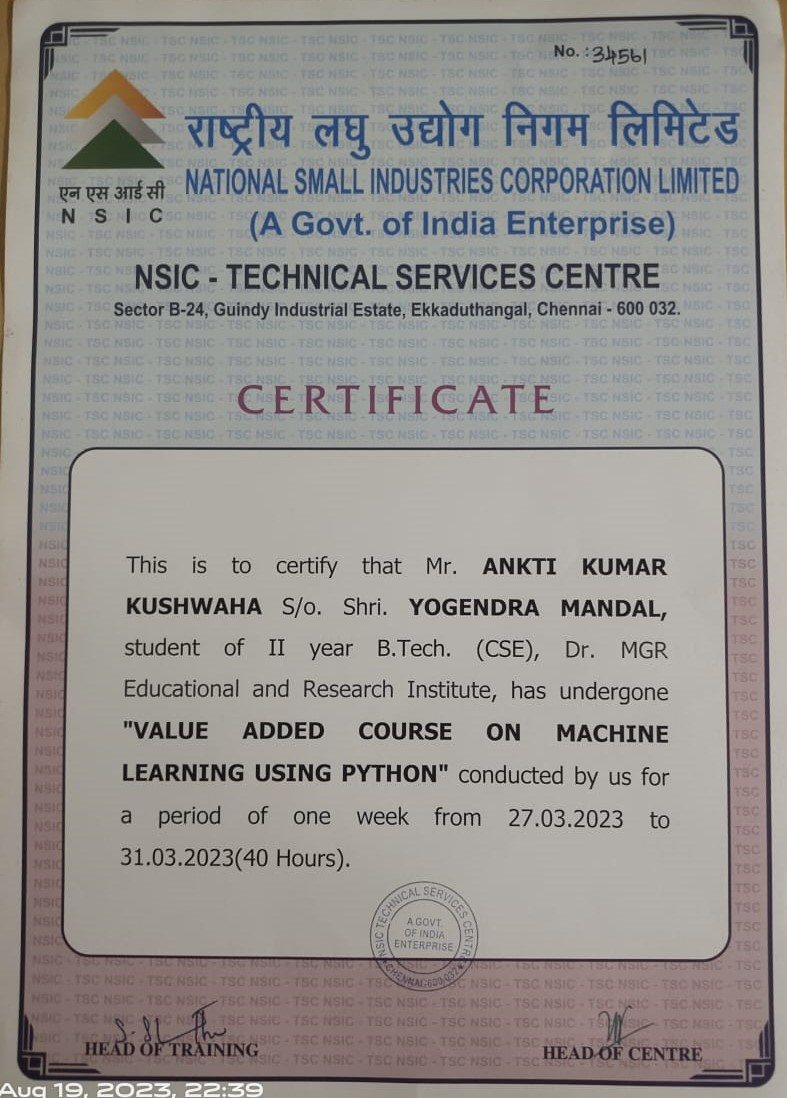 No. : 34561
राष्ट्रीय लघु उद्योग निगम लिमिटेड
एन एस आई सी
N S I C
NATIONAL SMALL INDUSTRIES CORPORATION LIMITED
(A Govt. of India Enterprise)
NSIC - TECHNICAL SERVICES CENTRE
Sector B-24, Guindy Industrial Estate, Ekkaduthangal, Chennai - 600 032.
CERTIFICATE
This is to certify that Mr. ANKTI KUMAR
KUSHWAHA S/o. Shri. YOGENDRA MANDAL,
student of II year B.Tech. (CSE), Dr. MGR
Educational and Research Institute, has undergone
"VALUE ADDED COURSE ON MACHINE
LEARNING USING PYTHON" conducted by us for
a period of one week from 27.03.2023 to
31.03.2023(40 Hours).
NSIC TECHNICAL SERVICES CENTRE
A GOVT.
OF INDIA
ENTERPRISE
CHENNAI-600 032
HEAD OF TRAINING
HEAD OF CENTRE
Aug 19, 2023, 22:39